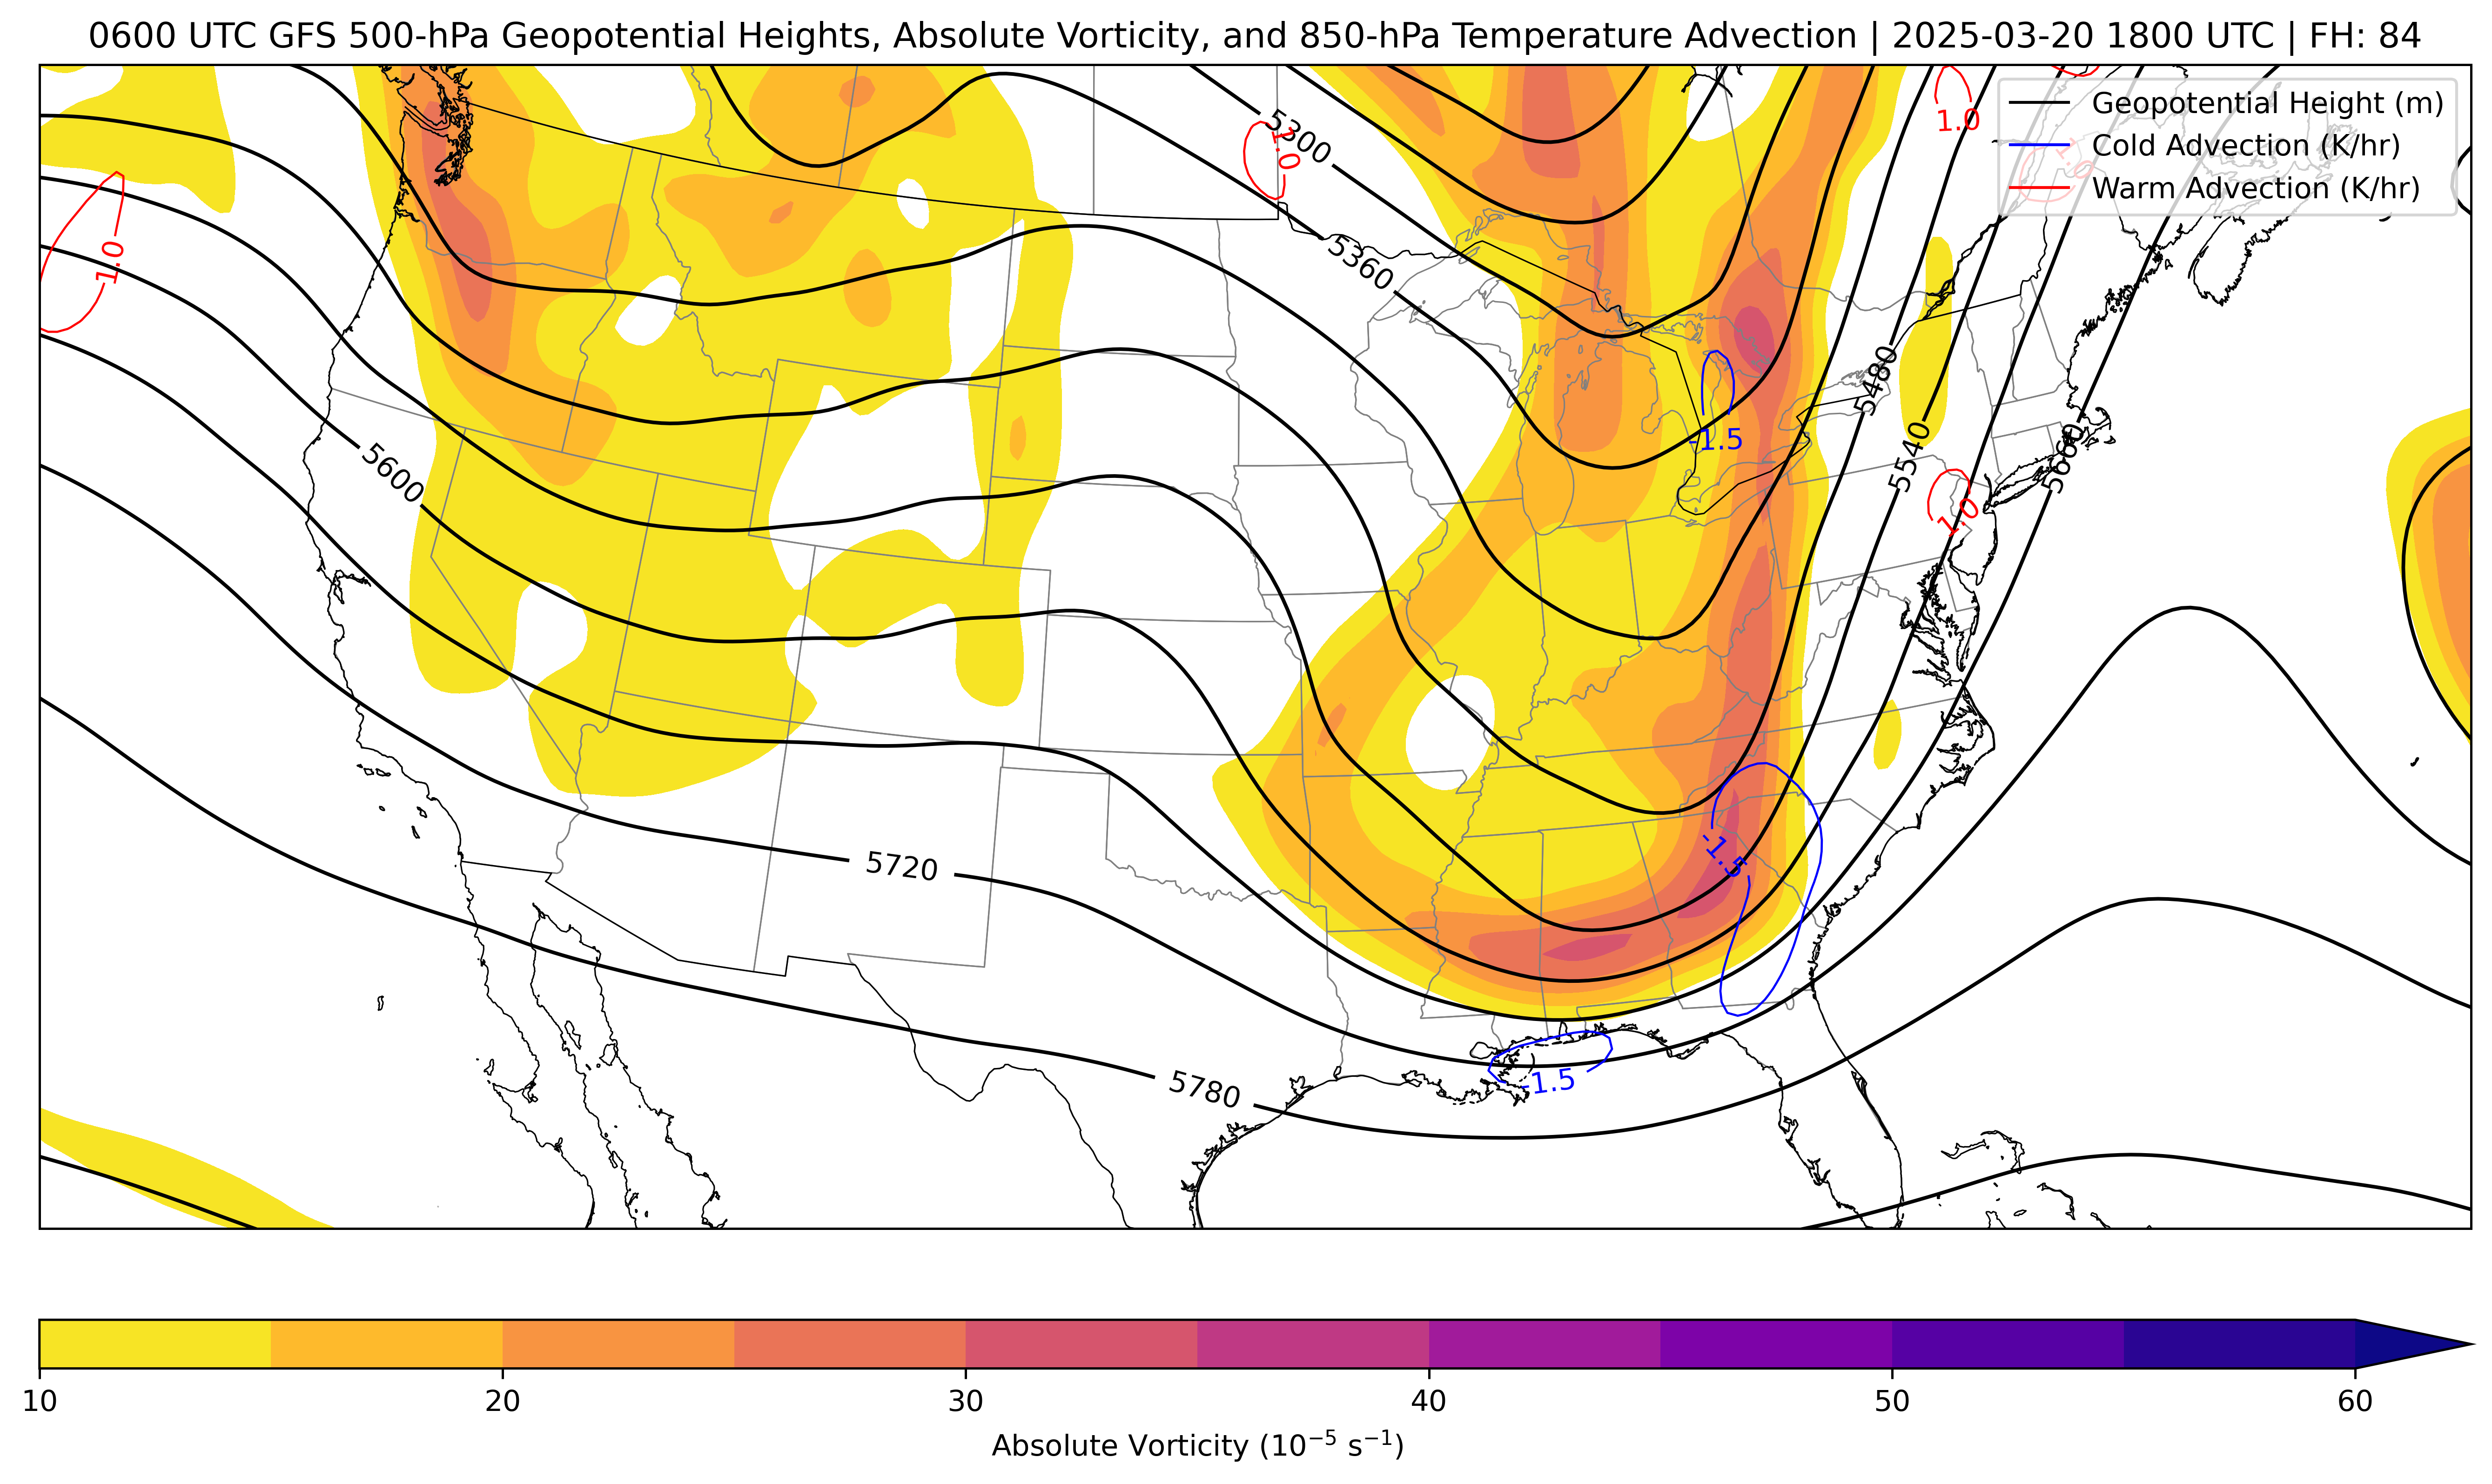 0600 UTC GFS 500-hPa Geopotential Heights, Absolute Vorticity, and 850-hPa Temperature Advection | 2025-03-20 1800 UTC | FH: 84
Geopotential Height (m)
Cold Advection (K/hr)
Warm Advection (K/hr)
1.0
5300
1.0
1.0
1.0
5360
5480
-1.5
5540
5660
5600
1.0
5720
-1.5
5780
-1.5
10 20 30 40 50 60
Absolute Vorticity (10⁻⁵ s⁻¹)